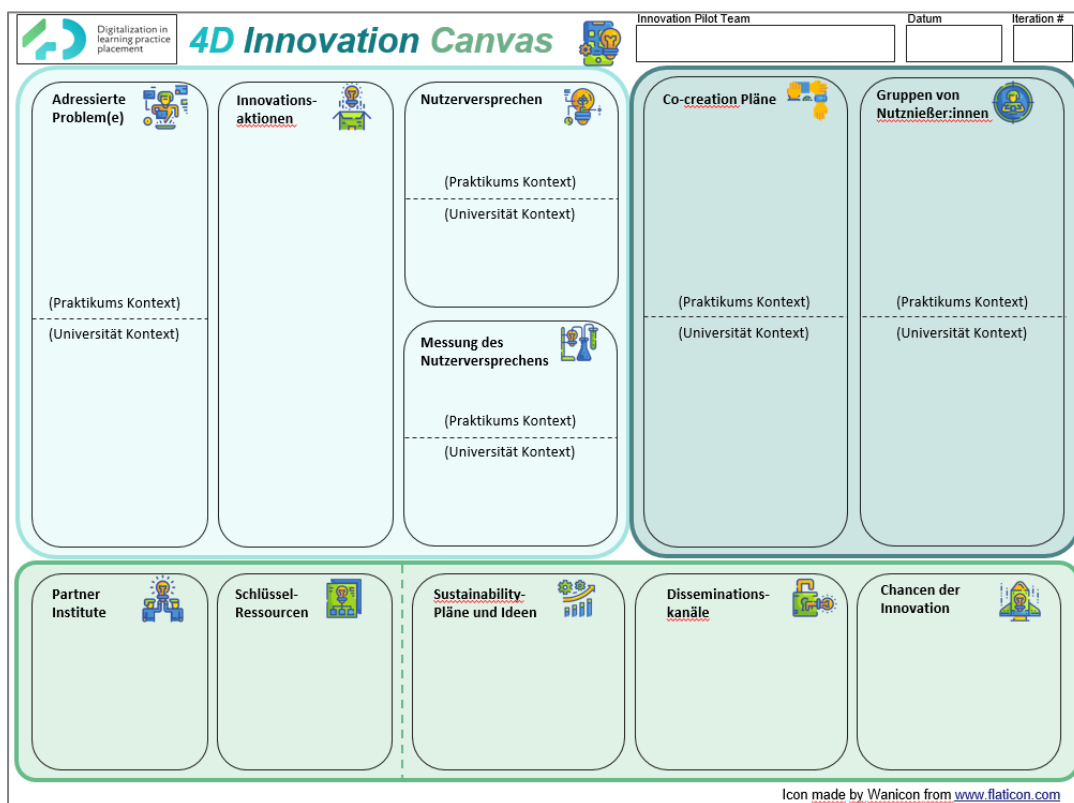 Digitalization in
learning practice
placement
4D Innovation Canvas
Innovation Pilot Team
Datum
Iteration #
Adressierte
Problem(e)
(Praktikums Kontext)
(Universität Kontext)
Innovations-
aktionen
Nutzerversprechen
(Praktikums Kontext)
(Universität Kontext)
Messung des
Nutzerversprechens
(Praktikums Kontext)
(Universität Kontext)
Co-creation Pläne
(Praktikums Kontext)
(Universität Kontext)
Gruppen von
Nutznießer:innen
(Praktikums Kontext)
(Universität Kontext)
Partner
Institute
Schlüssel-
Ressourcen
Sustainability-
Pläne und Ideen
Disseminations-
kanäle
Chancen der
Innovation
Icon made by Wanicon from www.flaticon.com